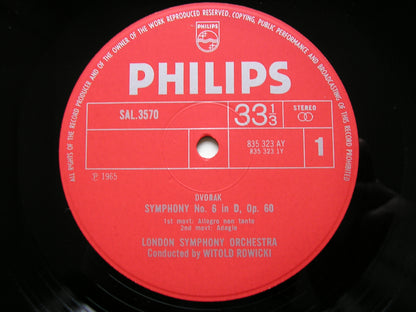 ALL RIGHTS OF THE RECORD PRODUCER AND OF THE OWNER OF THE WORK REPRODUCED RESERVED, COPYING, PUBLIC PERFORMANCE AND BROADCASTING OF THIS RECORD PROHIBITED
PHILIPS
PHILIPS
SAL.3570
33 1/3
STEREO
835 323 AY
835 323 1Y
1
℗ 1965
DVORAK
SYMPHONY No. 6 in D, Op. 60
1st movt: Allegro non tanto
2nd movt: Adagio
LONDON SYMPHONY ORCHESTRA
Conducted by WITOLD ROWICKI